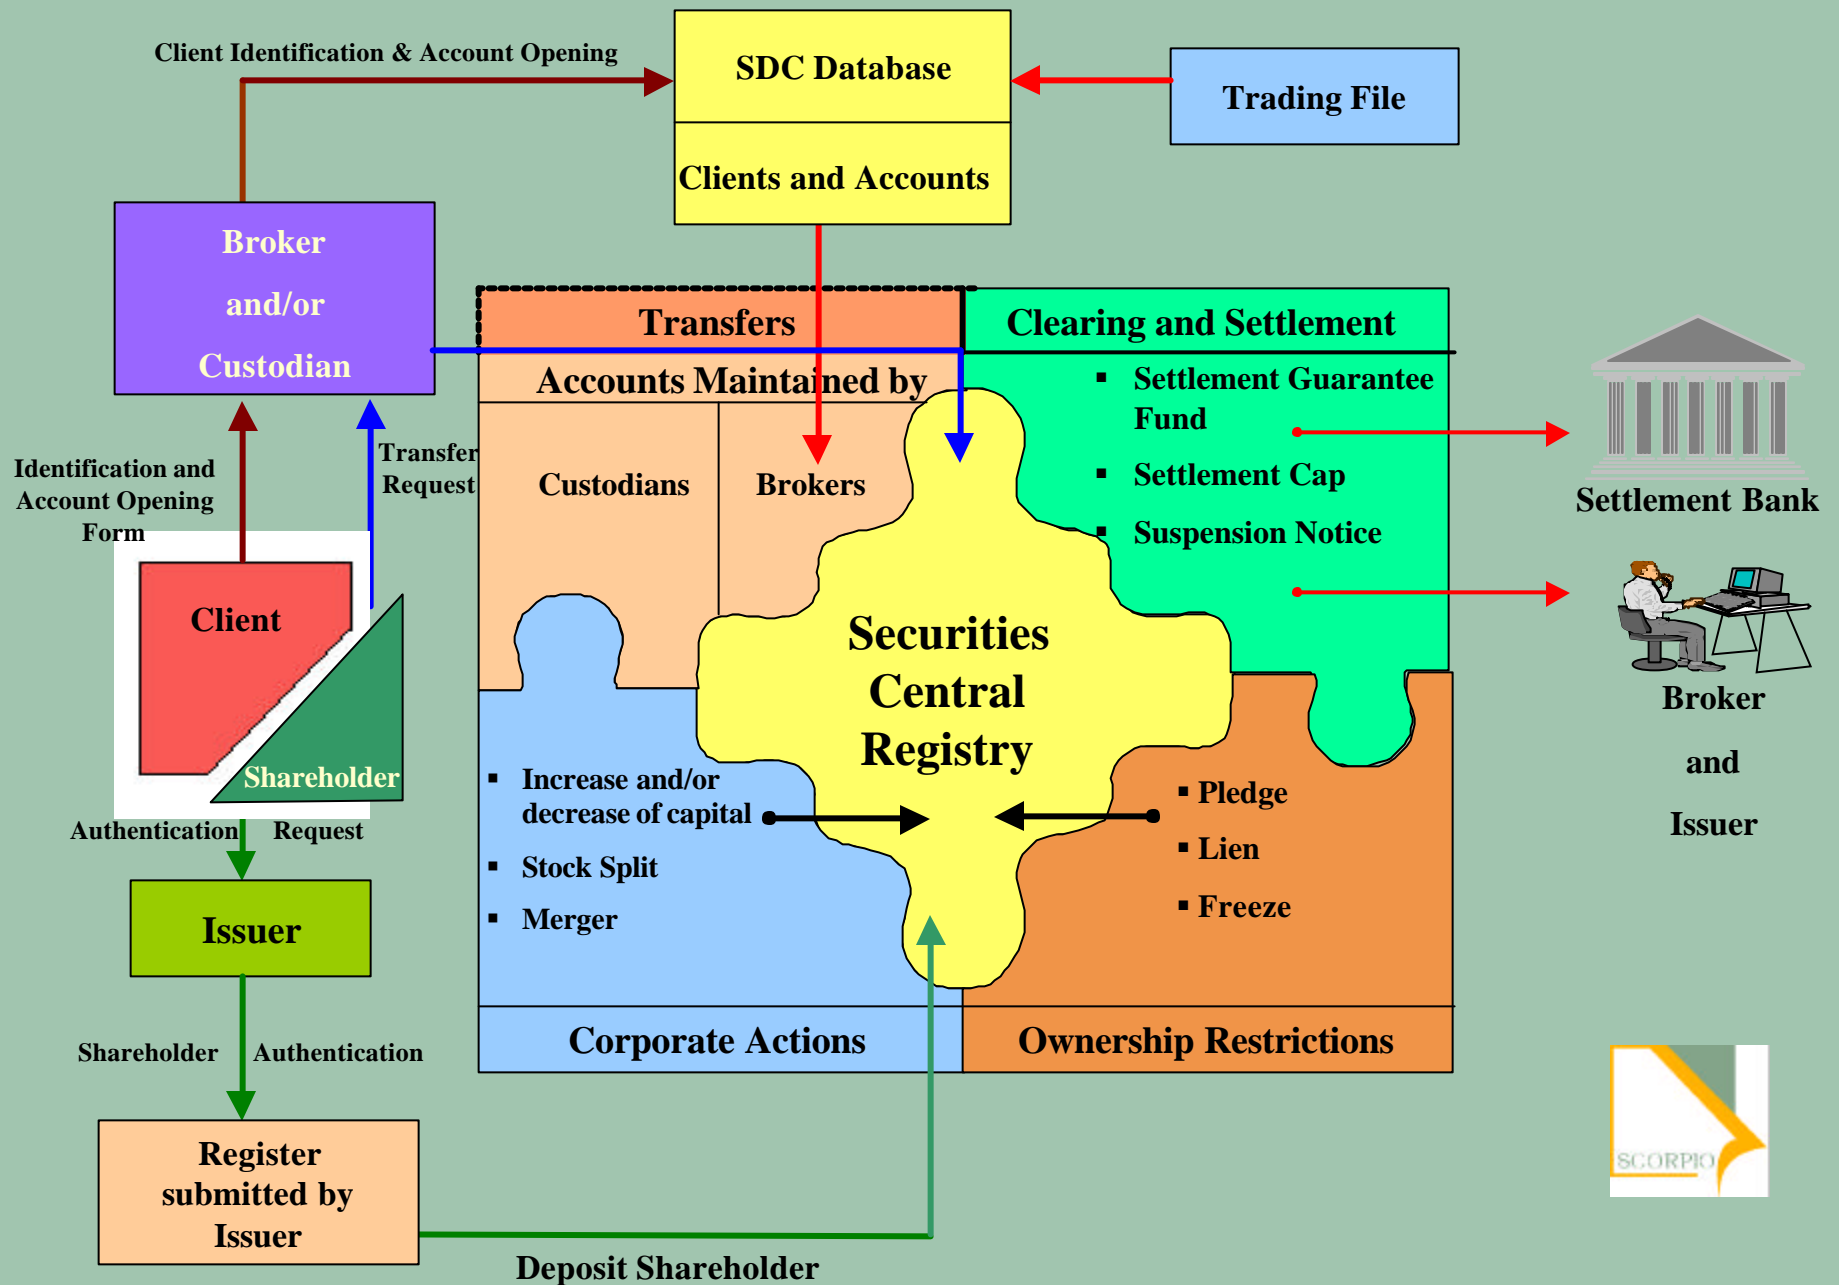 Client Identification & Account Opening
SDC Database
Trading File
Clients and Accounts
Broker
and/or
Custodian
Transfers
Clearing and Settlement
Accounts Maintained by
▪ Settlement Guarantee
Fund
Identification and
Account Opening
Form
Transfer
Request
Custodians
Brokers
▪ Settlement Cap
Settlement Bank
▪ Suspension Notice
Client
Shareholder
Securities
Central
Registry
Broker
and
Issuer
▪ Increase and/or
decrease of capital
▪ Stock Split
▪ Merger
▪ Pledge
▪ Lien
▪ Freeze
Authentication Request
Issuer
Corporate Actions
Ownership Restrictions
Shareholder Authentication
Register
submitted by
Issuer
Deposit Shareholder
SCORPIO